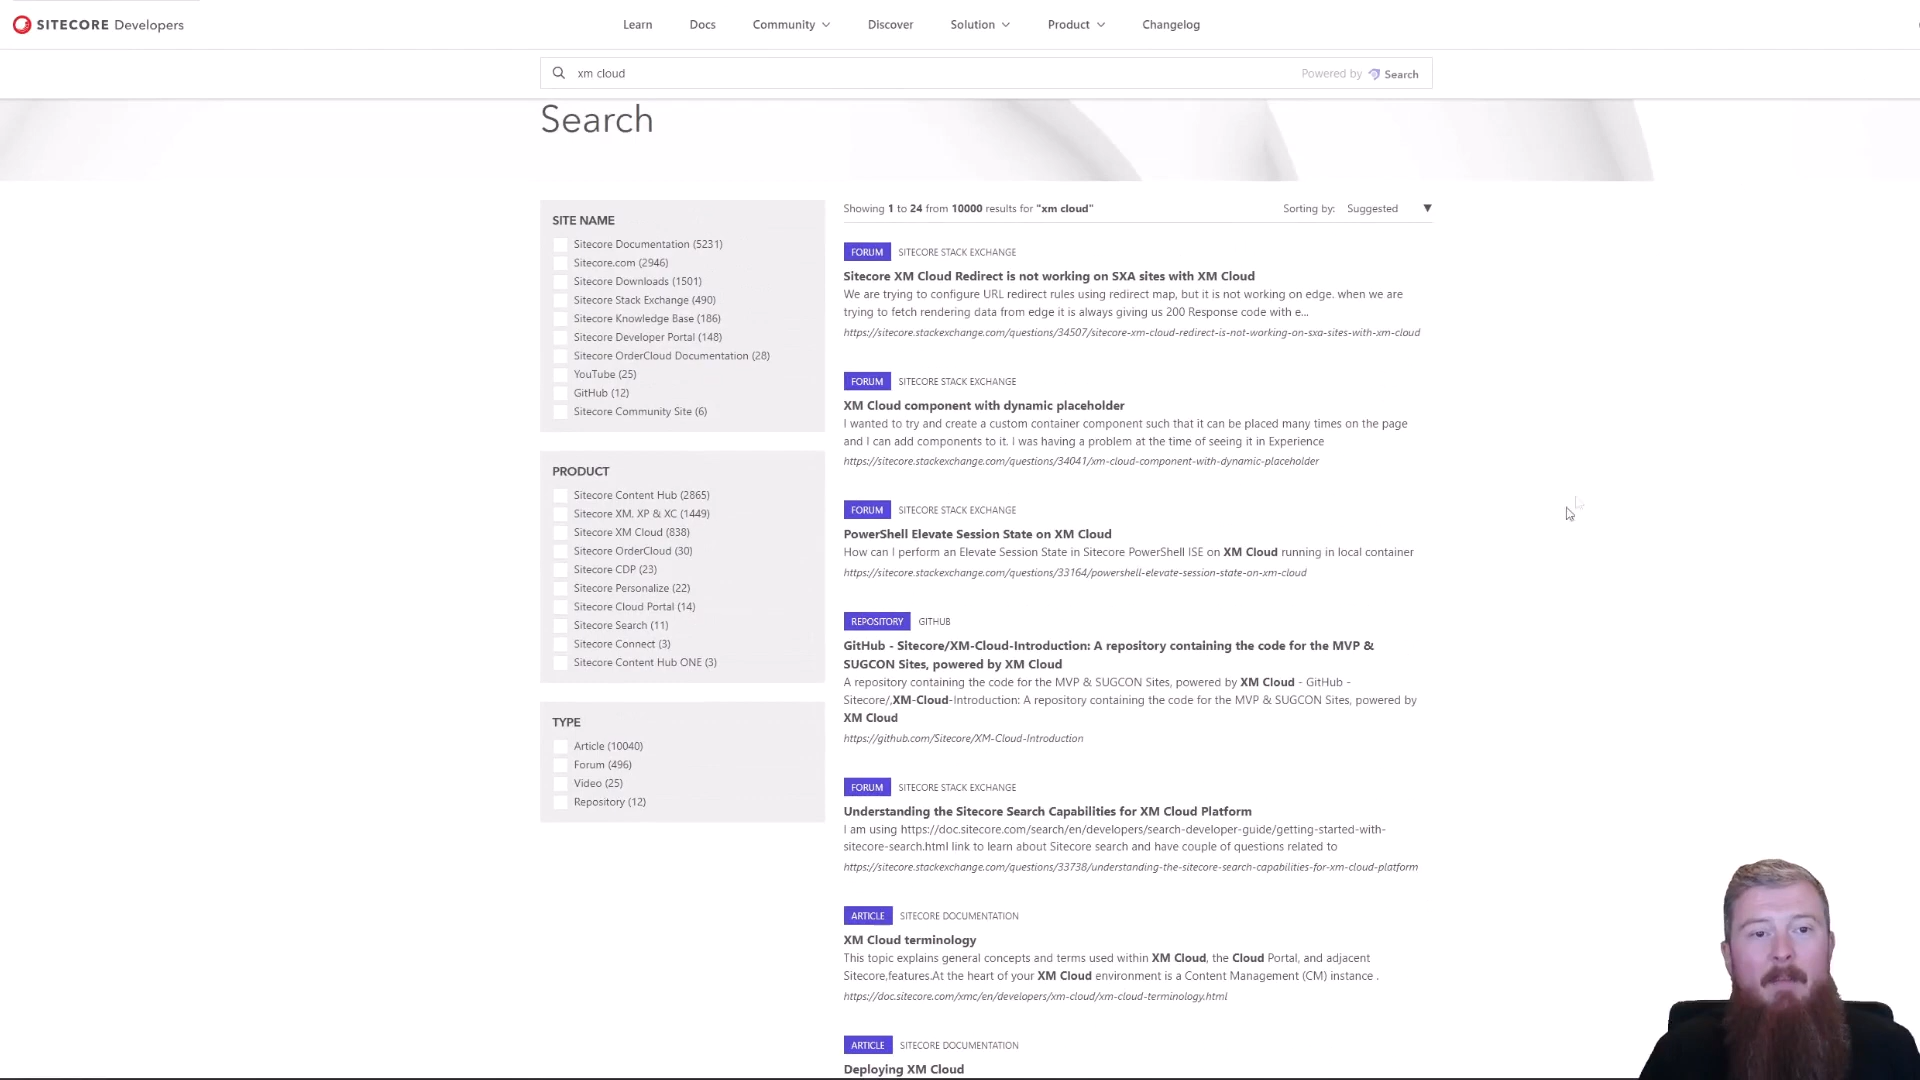 SITECORE Developers
Learn
Docs
Community
Discover
Solution
Product
Changelog
xm cloud
Powered by Search
Search
SITE NAME
Sitecore Documentation (5231)
Sitecore.com (2946)
Sitecore Downloads (1501)
Sitecore Stack Exchange (490)
Sitecore Knowledge Base (186)
Sitecore Developer Portal (148)
Sitecore OrderCloud Documentation (28)
YouTube (25)
GitHub (12)
Sitecore Community Site (6)
PRODUCT
Sitecore Content Hub (2865)
Sitecore XM, XP & XC (1449)
Sitecore XM Cloud (838)
Sitecore OrderCloud (30)
Sitecore CDP (23)
Sitecore Personalize (22)
Sitecore Cloud Portal (14)
Sitecore Search (11)
Sitecore Connect (3)
Sitecore Content Hub ONE (3)
TYPE
Article (10040)
Forum (496)
Video (25)
Repository (12)
Showing 1 to 24 from 10000 results for "xm cloud"
Sorting by: Suggested
FORUM SITECORE STACK EXCHANGE
Sitecore XM Cloud Redirect is not working on SXA sites with XM Cloud
We are trying to configure URL redirect rules using redirect map, but it is not working on edge. when we are
trying to fetch rendering data from edge it is always giving us 200 Response code with e...
https://sitecore.stackexchange.com/questions/34507/sitecore-xm-cloud-redirect-is-not-working-on-sxa-sites-with-xm-cloud
FORUM SITECORE STACK EXCHANGE
XM Cloud component with dynamic placeholder
I wanted to try and create a custom container component such that it can be placed many times on the page
and I can add components to it. I was having a problem at the time of seeing it in Experience
https://sitecore.stackexchange.com/questions/34041/xm-cloud-component-with-dynamic-placeholder
FORUM SITECORE STACK EXCHANGE
PowerShell Elevate Session State on XM Cloud
How can I perform an Elevate Session State in Sitecore PowerShell ISE on XM Cloud running in local container
https://sitecore.stackexchange.com/questions/33164/powershell-elevate-session-state-on-xm-cloud
REPOSITORY GITHUB
GitHub - Sitecore/XM-Cloud-Introduction: A repository containing the code for the MVP &
SUGCON Sites, powered by XM Cloud
A repository containing the code for the MVP & SUGCON Sites, powered by XM Cloud - GitHub -
Sitecore/,XM-Cloud-Introduction: A repository containing the code for the MVP & SUGCON Sites, powered by
XM Cloud
https://github.com/Sitecore/XM-Cloud-Introduction
FORUM SITECORE STACK EXCHANGE
Understanding the Sitecore Search Capabilities for XM Cloud Platform
I am using https://doc.sitecore.com/search/en/developers/search-developer-guide/getting-started-with-
sitecore-search.html link to learn about Sitecore search and have couple of questions related to
https://sitecore.stackexchange.com/questions/33738/understanding-the-sitecore-search-capabilities-for-xm-cloud-platform
ARTICLE SITECORE DOCUMENTATION
XM Cloud terminology
This topic explains general concepts and terms used within XM Cloud, the Cloud Portal, and adjacent
Sitecore,features.At the heart of your XM Cloud environment is a Content Management (CM) instance .
https://doc.sitecore.com/xmc/en/developers/xm-cloud/xm-cloud-terminology.html
ARTICLE SITECORE DOCUMENTATION
Deploying XM Cloud